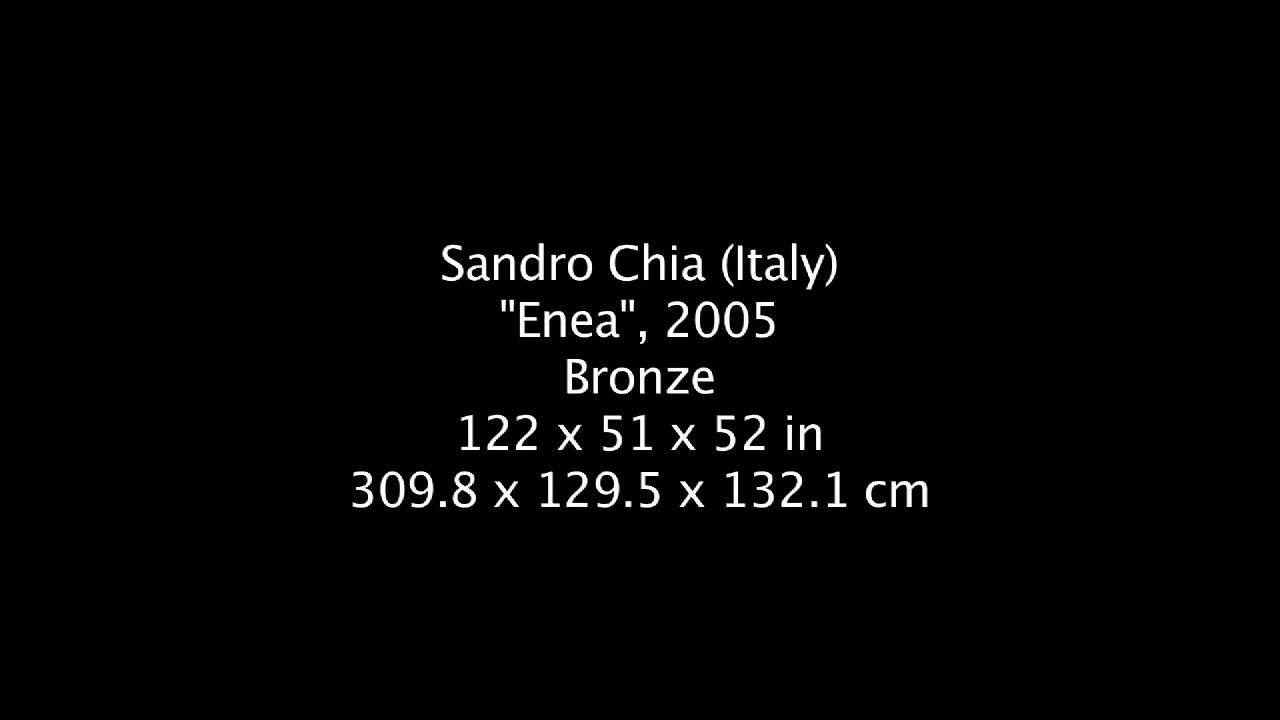 Sandro Chia (Italy)
"Enea", 2005
Bronze
122 x 51 x 52 in
309.8 x 129.5 x 132.1 cm